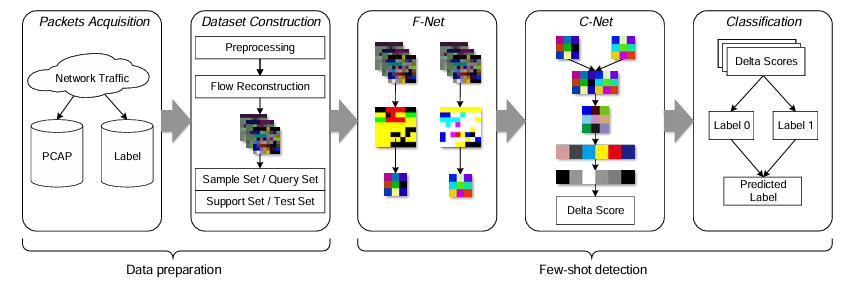 Packets Acquisition
Network Traffic
PCAP
Label
Dataset Construction
Preprocessing
Flow Reconstruction
Sample Set / Query Set
Support Set / Test Set
F-Net
C-Net
Delta Score
Classification
Delta Scores
Label 0
Label 1
Predicted
Label
Data preparation
Few-shot detection